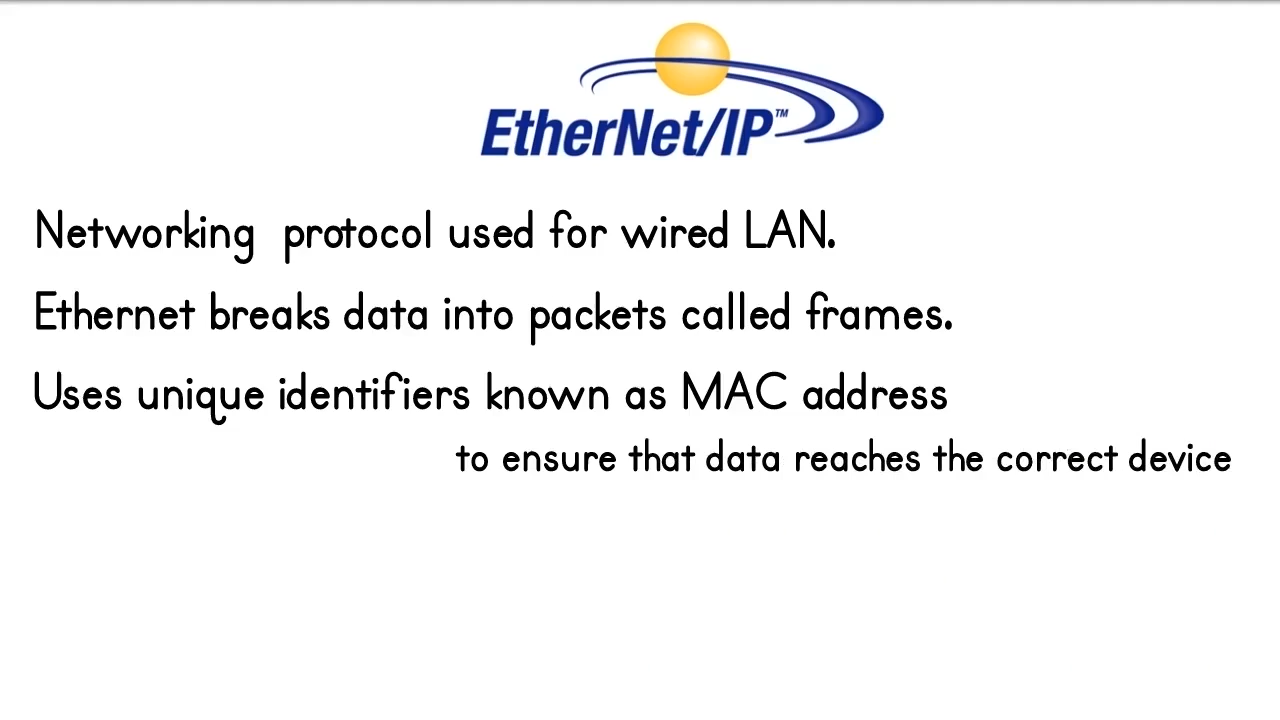 EtherNet/IP™
Networking protocol used for wired LAN.
Ethernet breaks data into packets called frames.
Uses unique identifiers known as MAC address
to ensure that data reaches the correct device